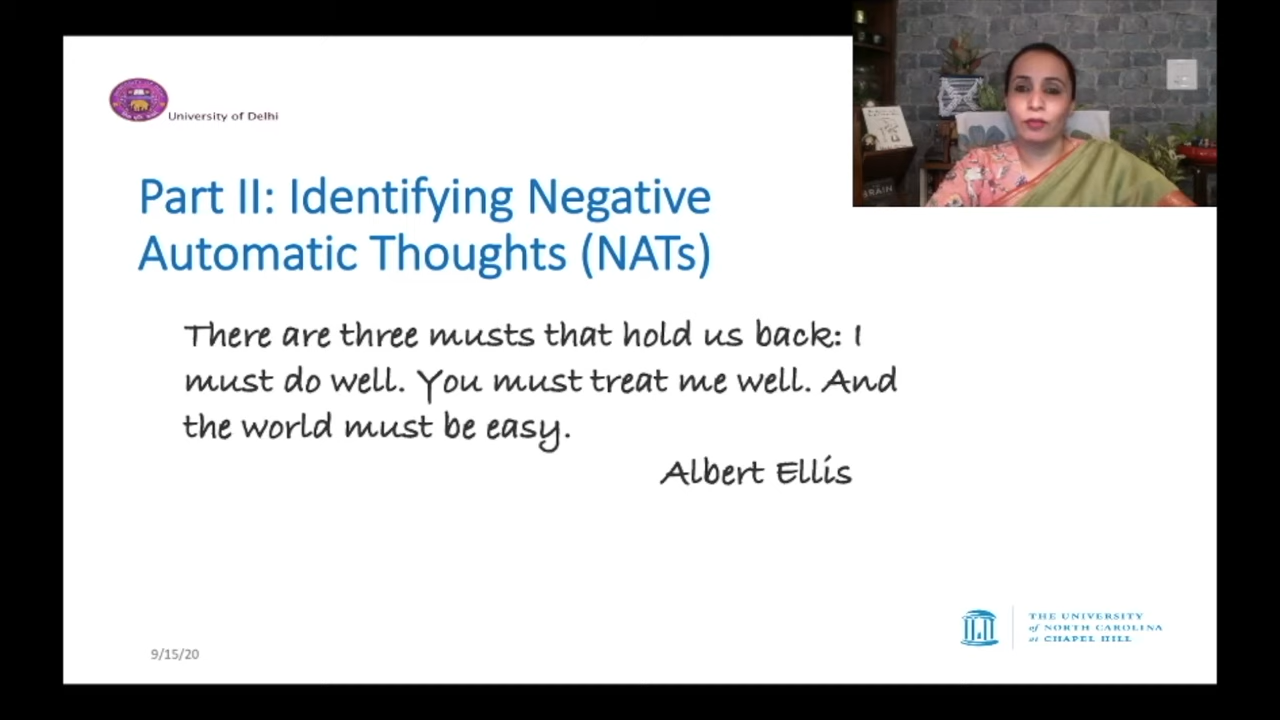 University of Delhi
Part II: Identifying Negative
Automatic Thoughts (NATs)
There are three musts that hold us back: I
must do well. You must treat me well. And
the world must be easy.
Albert Ellis
9/15/20
THE UNIVERSITY
of NORTH CAROLINA
at CHAPEL HILL
BRAIN